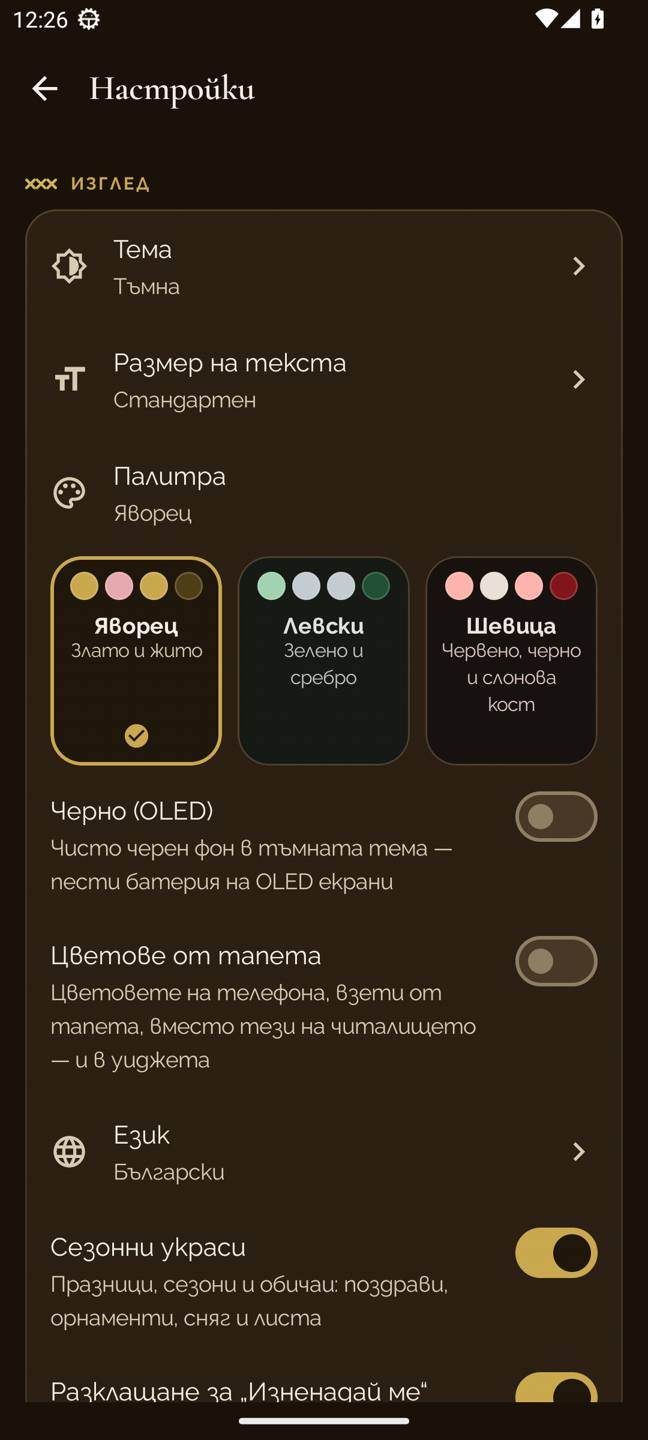 12:26
Настройки
ИЗГЛЕД
Тема
Тъмна
Размер на текста
Стандартен
Палитра
Яворец
Яворец
Злато и жито
Левски
Зелено и
сребро
Шевица
Червено, черно
и слонова
кост
Черно (OLED)
Чисто черен фон в тъмната тема —
пести батерия на OLED екрани
Цветове от тапета
Цветовете на телефона, взети от
тапета, вместо тези на читалището
— и в уиджета
Език
Български
Сезонни украси
Празници, сезони и обичаи: поздрави,
орнаменти, сняг и листа
Разклащане за „Изненадай ме“